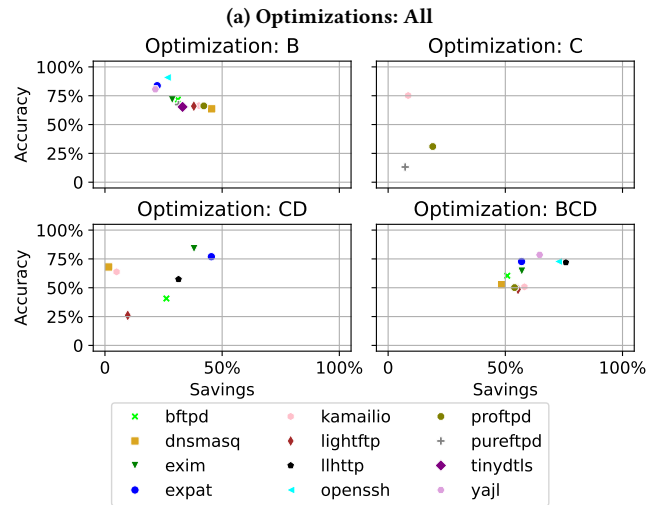 (a) Optimizations: All
Optimization: B
Optimization: C
100%
75%
50%
25%
0
Accuracy
Optimization: CD
Optimization: BCD
100%
75%
50%
25%
0
Accuracy
0 50% 100%
0 50% 100%
Savings
Savings
bftpd kamailio proftpd
dnsmasq lightftp pureftpd
exim llhttp tinydtls
expat openssh yajl